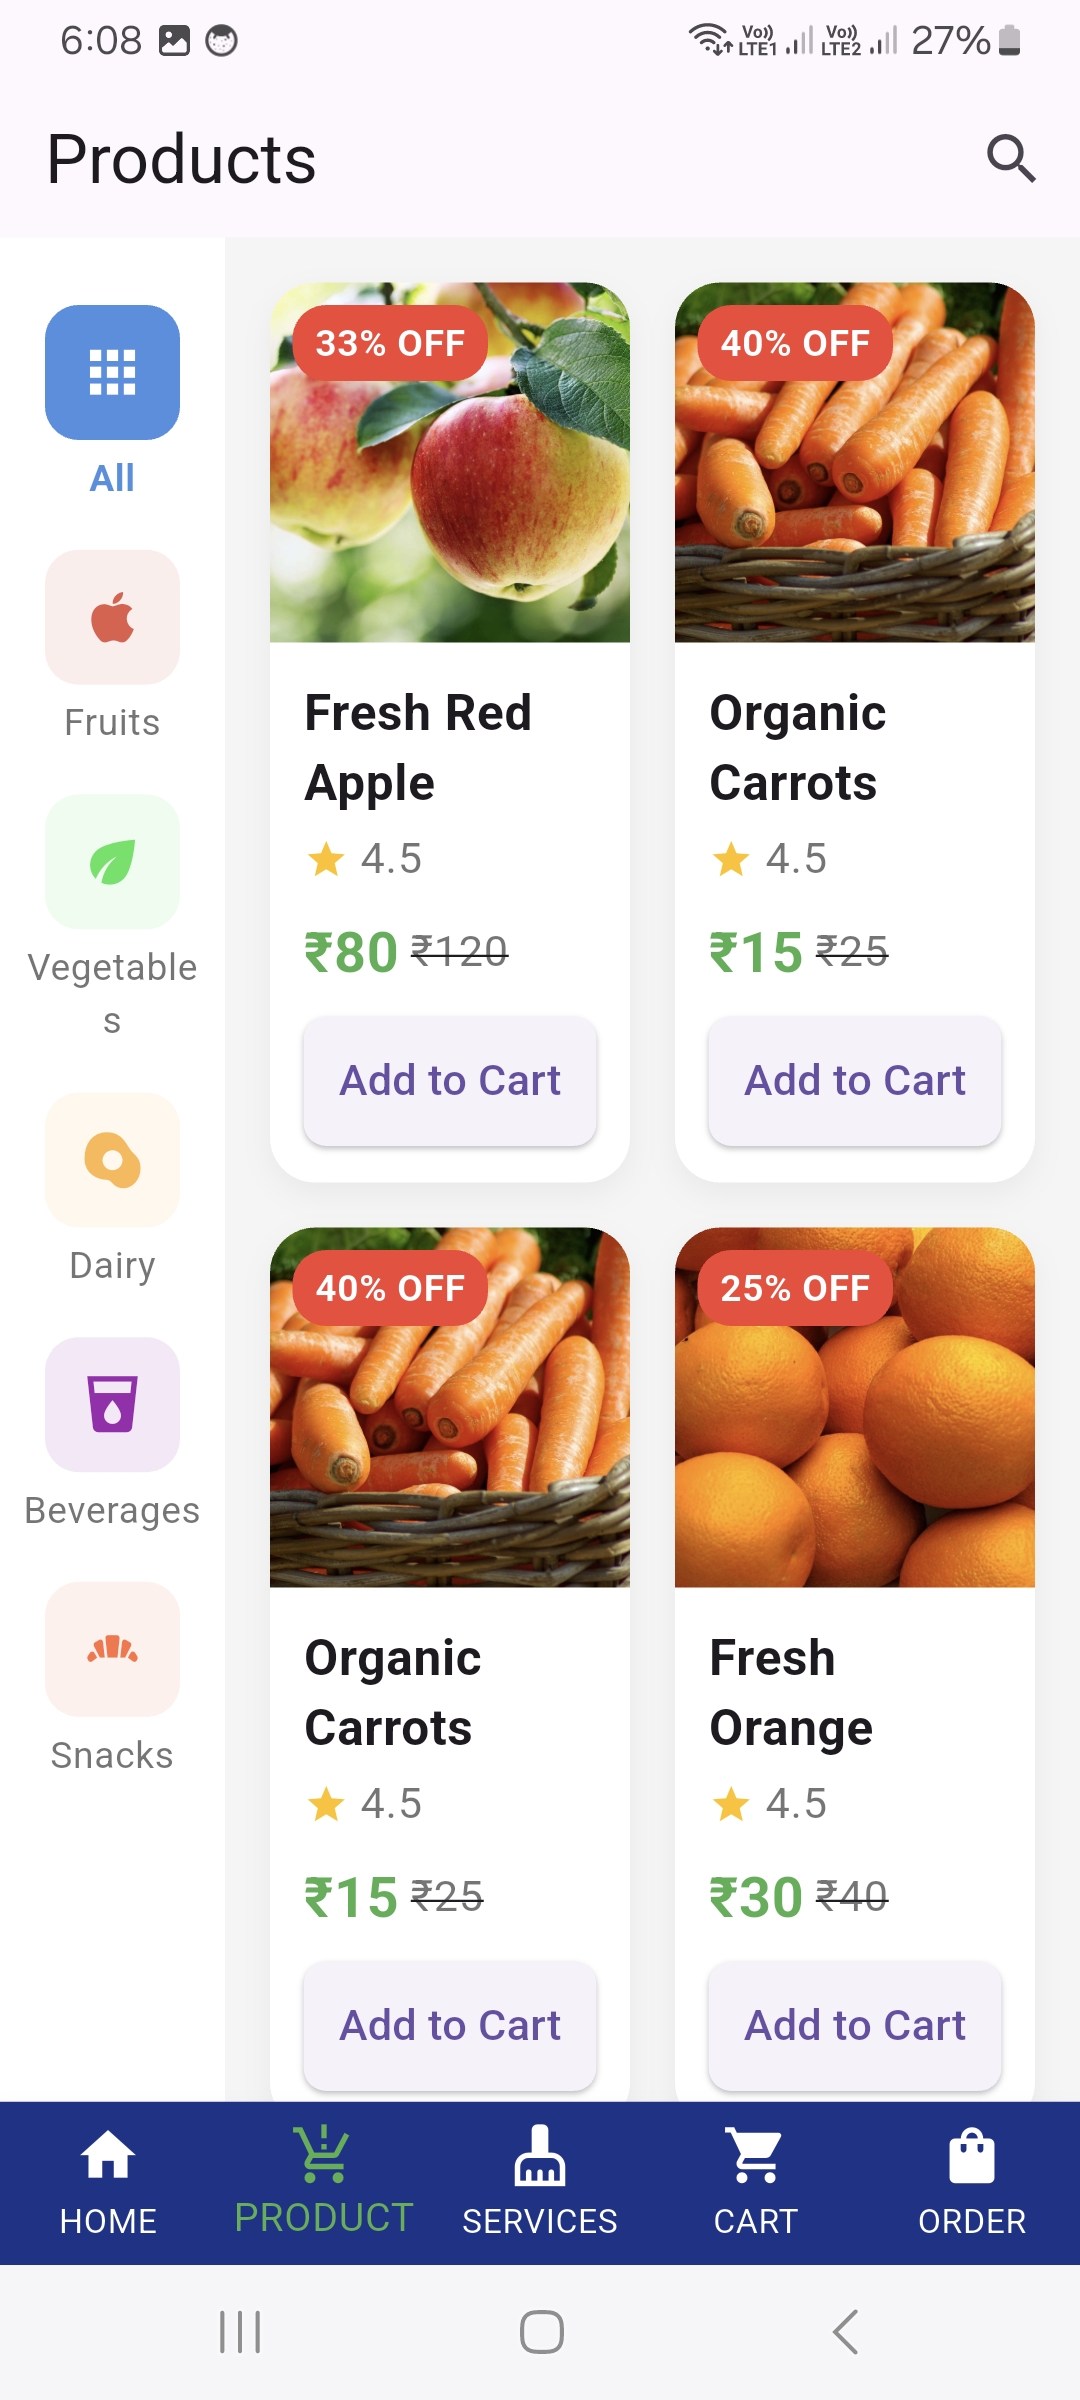 6:08
Vo)) LTE1 Vo)) LTE2 27%
Products
All
Fruits
Vegetable
s
Dairy
Beverages
Snacks
33% OFF
Fresh Red
Apple
4.5
₹80 ₹120
Add to Cart
40% OFF
Organic
Carrots
4.5
₹15 ₹25
Add to Cart
40% OFF
Organic
Carrots
4.5
₹15 ₹25
Add to Cart
25% OFF
Fresh
Orange
4.5
₹30 ₹40
Add to Cart
HOME
PRODUCT
SERVICES
CART
ORDER